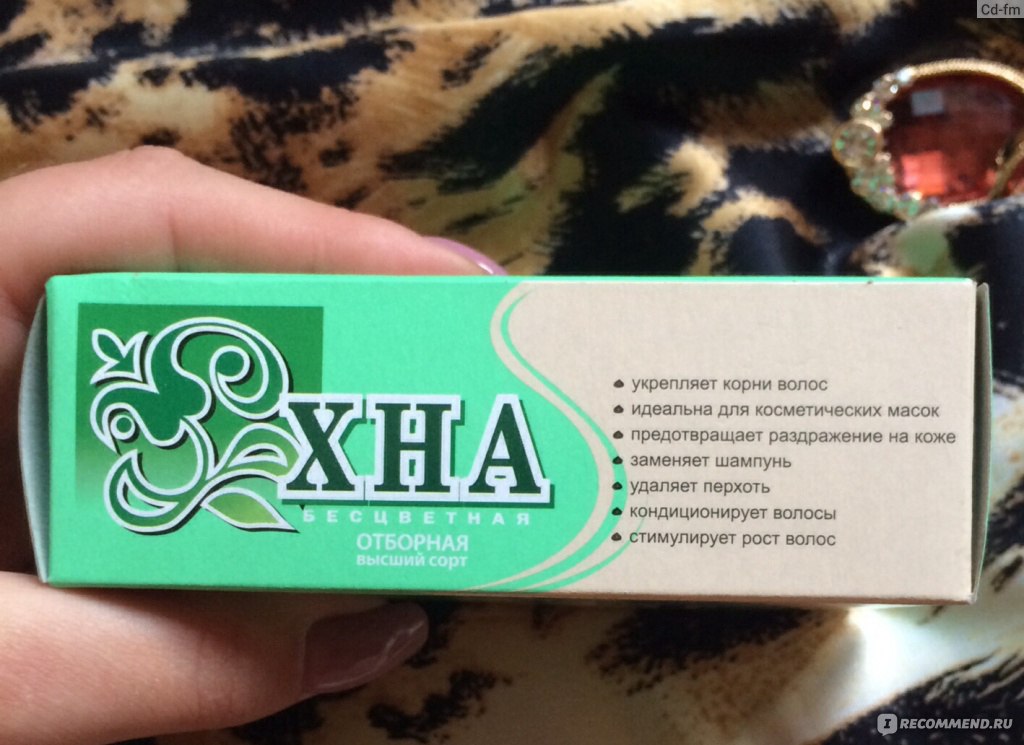 Cd-fm
ХНА
БЕСЦВЕТНАЯ
ОТБОРНАЯ
высший сорт
укрепляет корни волос
идеальна для косметических масок
предотвращает раздражение на коже
заменяет шампунь
удаляет перхоть
кондиционирует волосы
стимулирует рост волос
IRECOMMEND.RU